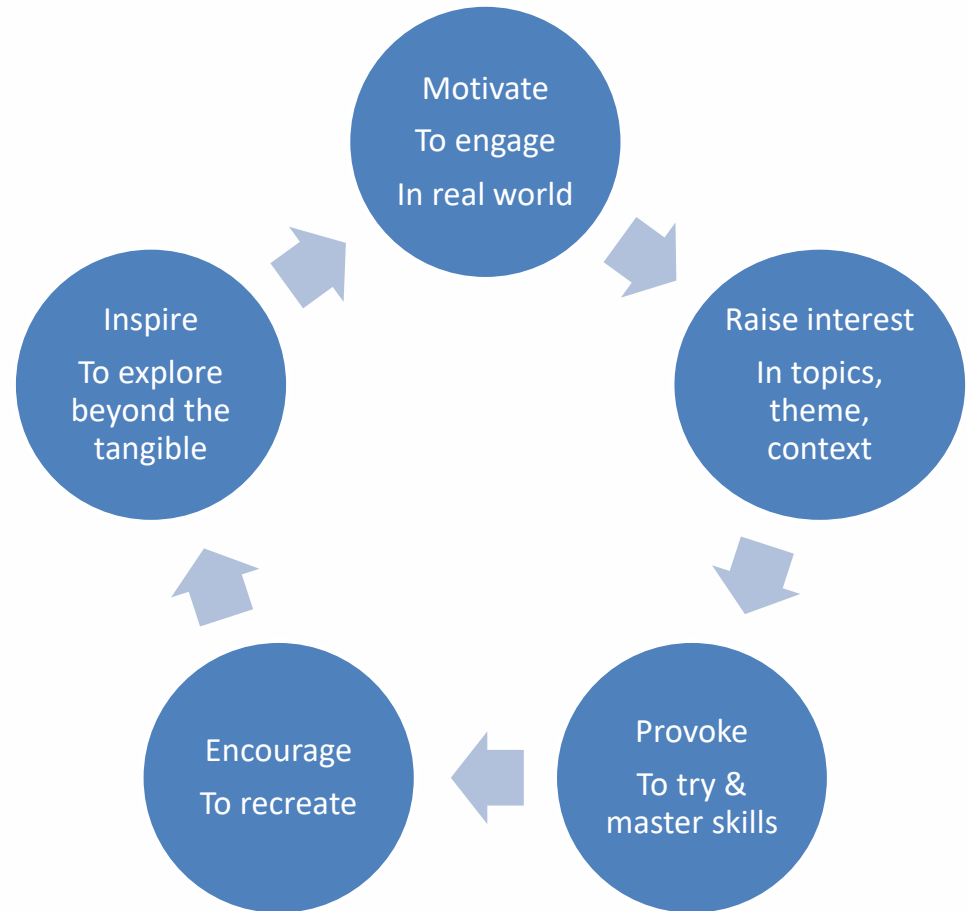 Motivate
To engage
In real world
Raise interest
In topics,
theme,
context
Provoke
To try &
master skills
Encourage
To recreate
Inspire
To explore
beyond the
tangible